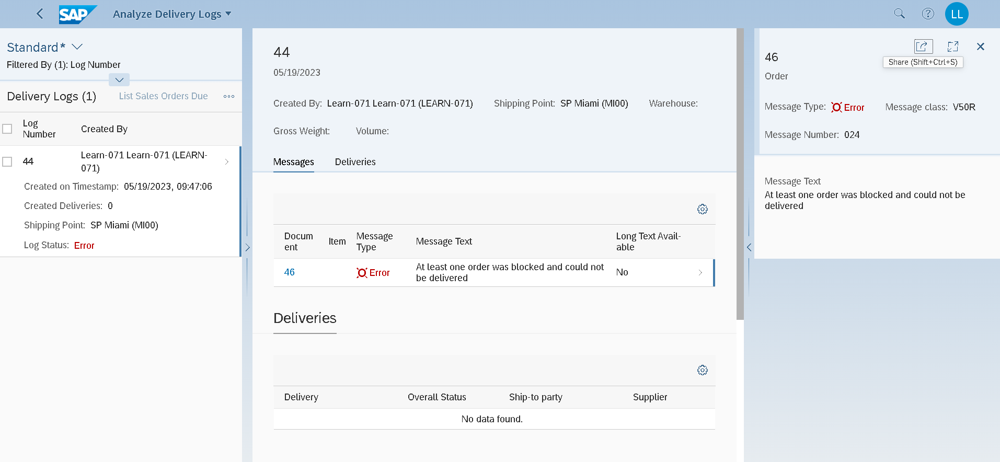 SAP
Analyze Delivery Logs
LL
Standard*
Filtered By (1): Log Number
Delivery Logs (1)
List Sales Orders Due
Log
Number
Created By
44
Learn-071 Learn-071 (LEARN-
071)
Created on Timestamp: 05/19/2023, 09:47:06
Created Deliveries: 0
Shipping Point: SP Miami (MI00)
Log Status: Error
44
05/19/2023
Created By: Learn-071 Learn-071 (LEARN-071)
Shipping Point: SP Miami (MI00)
Warehouse:
Gross Weight:
Volume:
Messages
Deliveries
Docum
ent
Item
Message
Type
Message Text
Long Text Avail-
able
46
Error
At least one order was blocked and could not
be delivered
No
Deliveries
Delivery
Overall Status
Ship-to party
Supplier
No data found.
46
Order
Share (Shift+Ctrl+S)
Message Type: Error
Message class: V50R
Message Number: 024
Message Text
At least one order was blocked and could not be
delivered